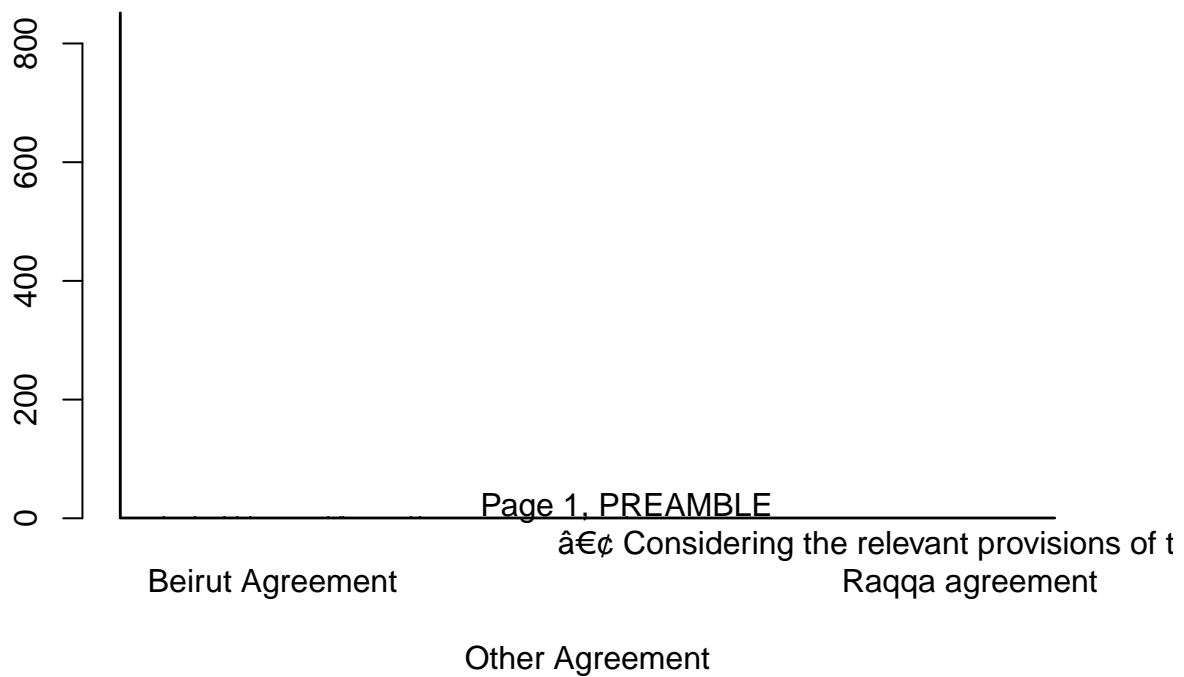 800
600
400
200
0
Page 1, PREAMBLE
â€¢ Considering the relevant provisions of t
Beirut Agreement
Raqqa agreement
Other Agreement